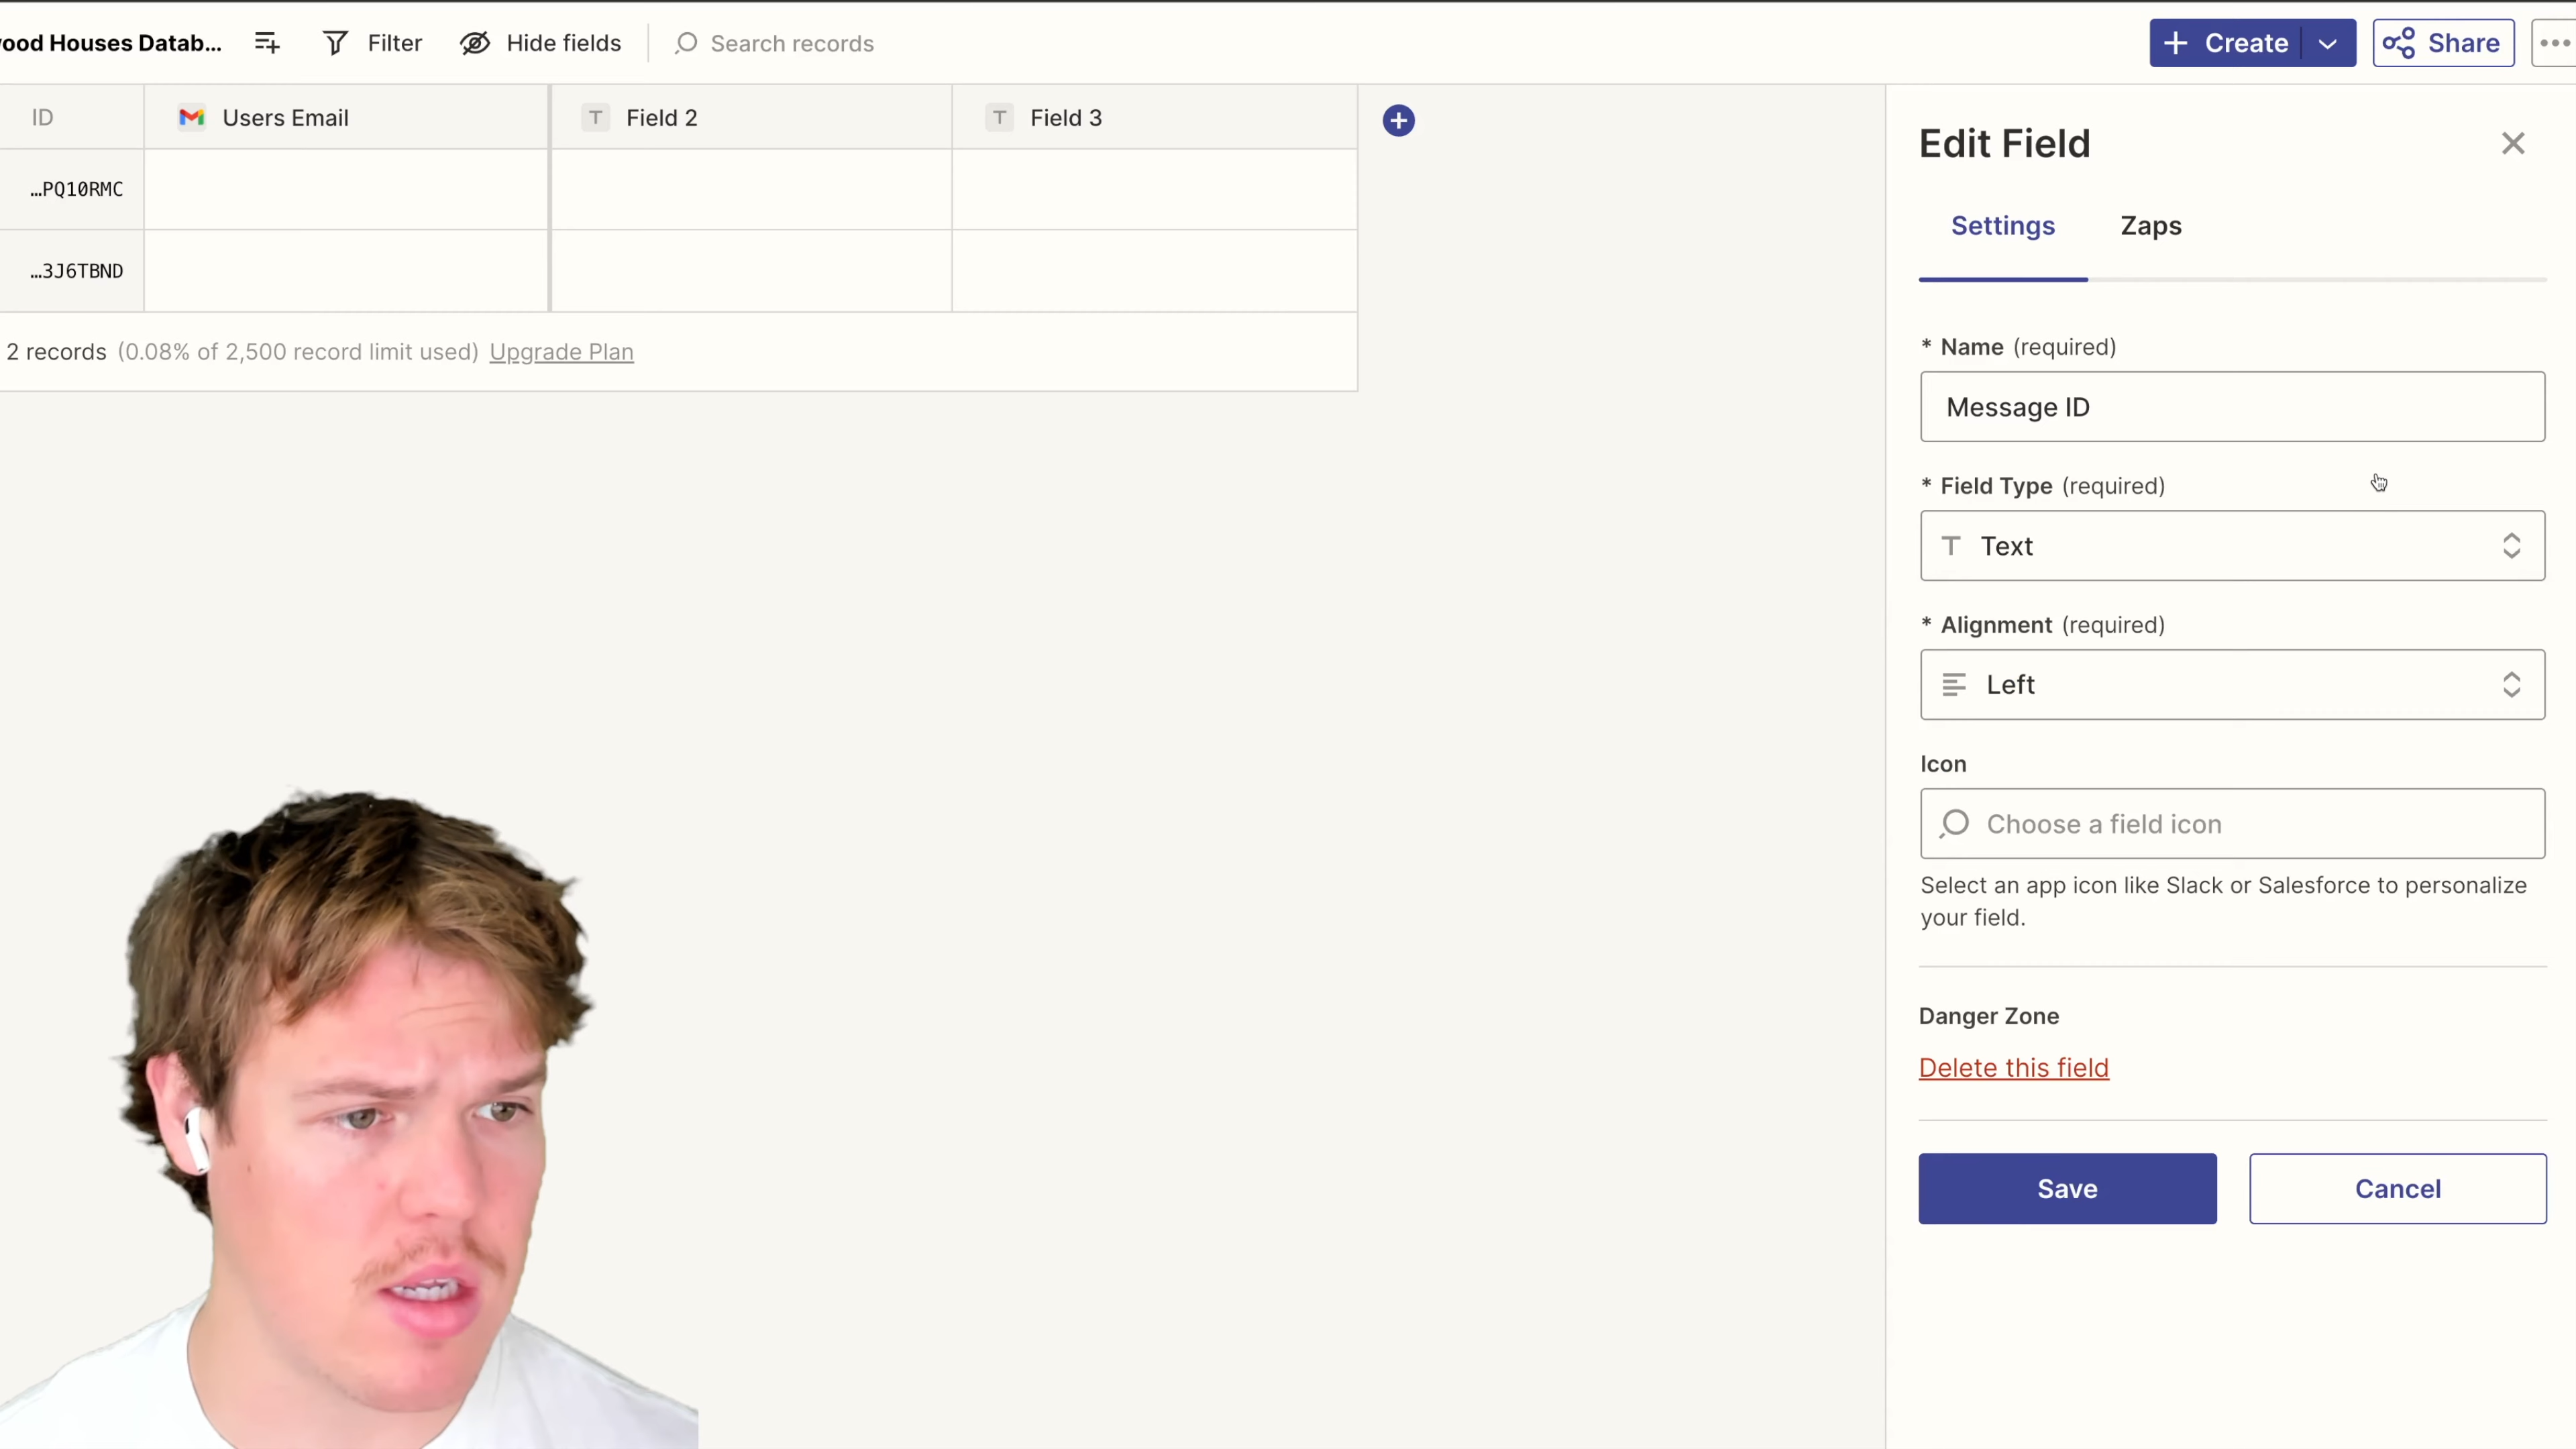 ood Houses Datab...
Filter
Hide fields
Search records
Create
Share
ID
Users Email
Field 2
Field 3
...PQ10RMC
...3J6TBND
2 records (0.08% of 2,500 record limit used) Upgrade Plan
Edit Field
Settings
Zaps
* Name (required)
Message ID
* Field Type (required)
T Text
* Alignment (required)
Left
Icon
Choose a field icon
Select an app icon like Slack or Salesforce to personalize
your field.
Danger Zone
Delete this field
Save
Cancel